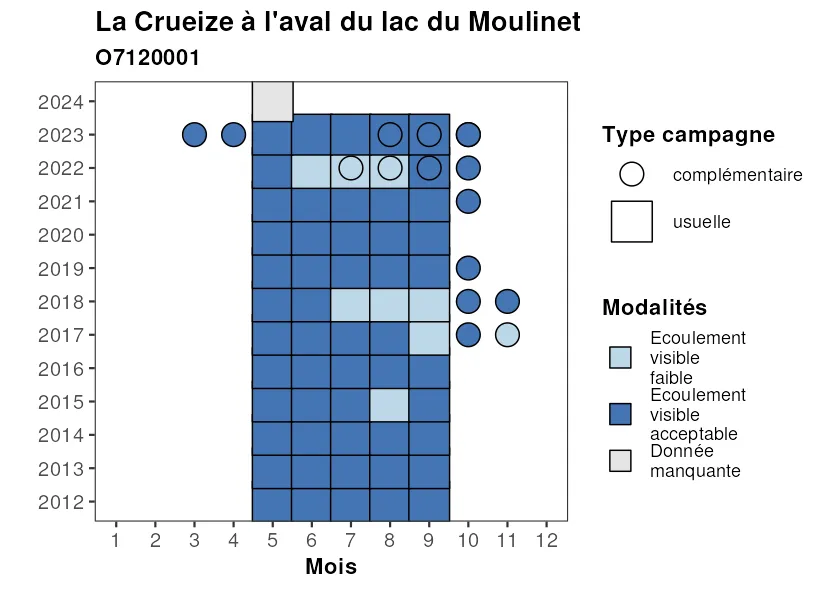 La Crueize à l'aval du lac du Moulinet
O7120001
2024
2023
2022
2021
2020
2019
2018
2017
2016
2015
2014
2013
2012
1 2 3 4 5 6 7 8 9 10 11 12
Mois
Type campagne
complémentaire
usuelle
Modalités
Ecoulement
visible
faible
Ecoulement
visible
acceptable
Donnée
manquante